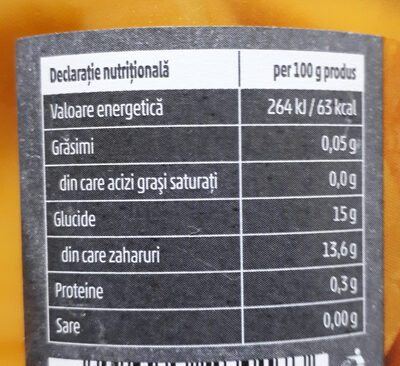 Declarație nutrițională per 100 g produs
Valoare energetică 264 kJ / 63 kcal
Grăsimi 0,05 g
din care acizi grași saturați 0,0 g
Glucide 15 g
din care zaharuri 13,6 g
Proteine 0,3 g
Sare 0,00 g